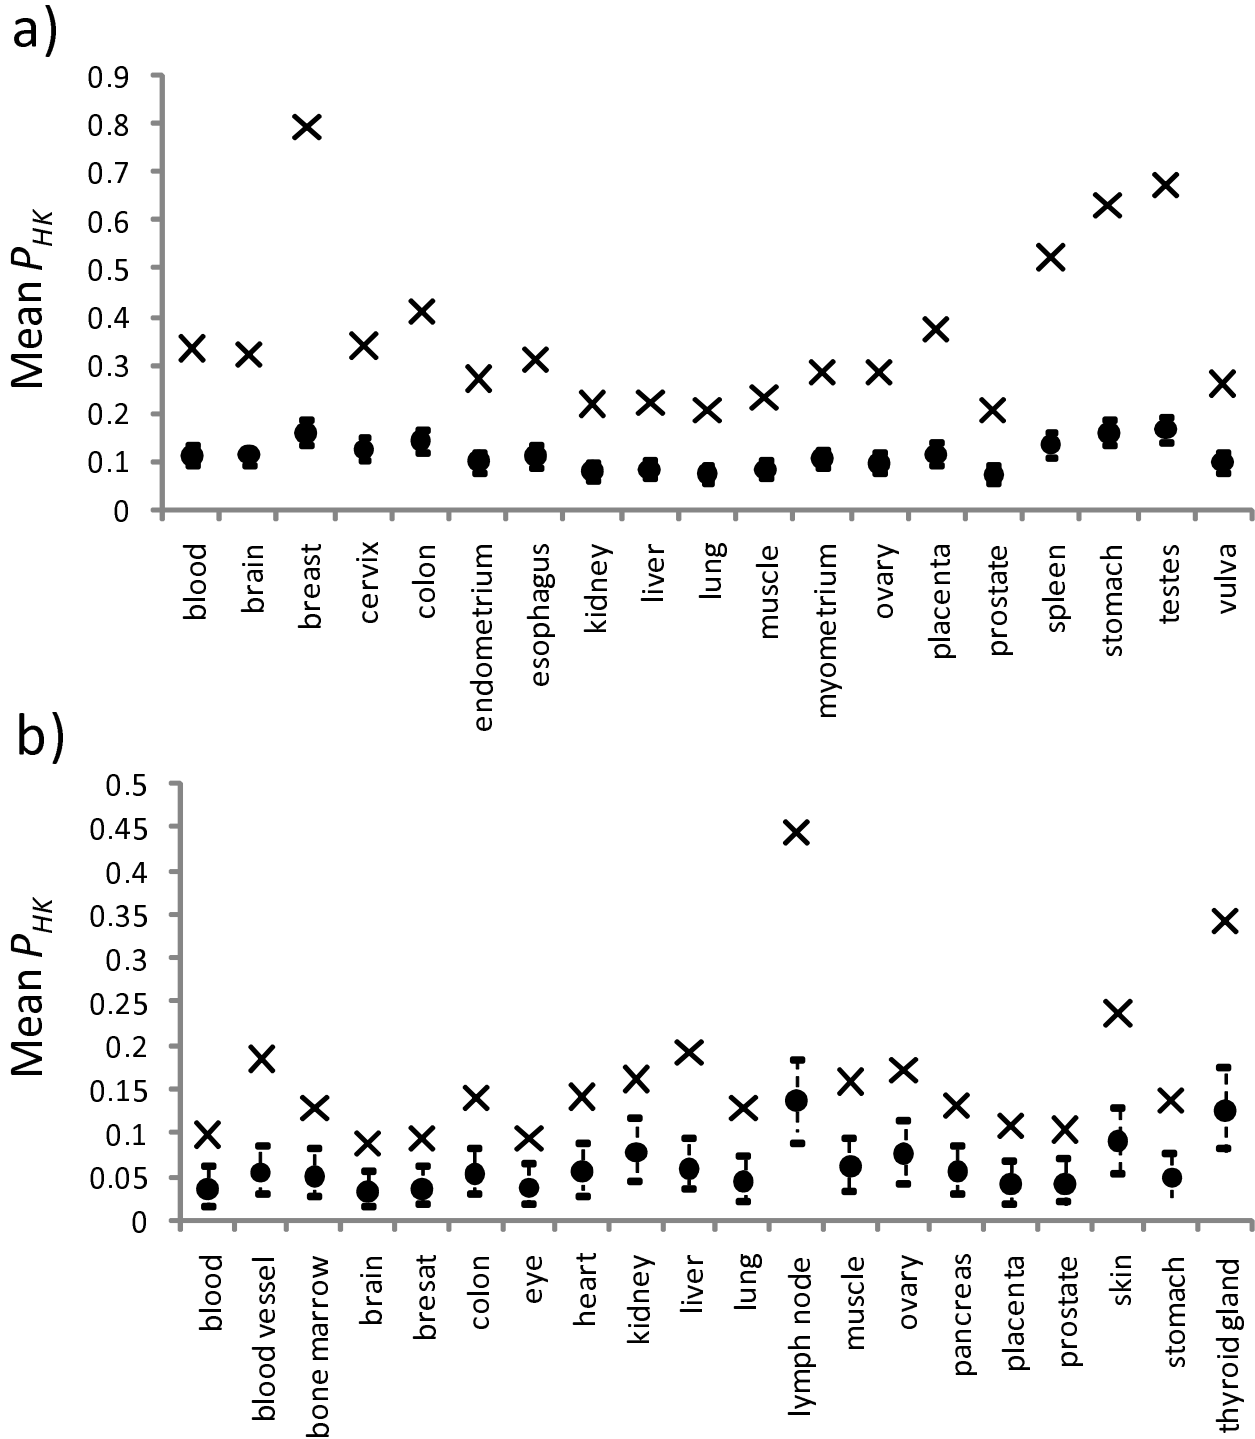 a)
Mean P_HK
0.9
0.8
0.7
0.6
0.5
0.4
0.3
0.2
0.1
0
blood
brain
breast
cervix
colon
endometrium
esophagus
kidney
liver
lung
muscle
myometrium
ovary
placenta
prostate
spleen
stomach
testes
vulva
b)
Mean P_HK
0.5
0.45
0.4
0.35
0.3
0.25
0.2
0.15
0.1
0.05
0
blood
blood vessel
bone marrow
brain
bresat
colon
eye
heart
kidney
liver
lung
lymph node
muscle
ovary
pancreas
placenta
prostate
skin
stomach
thyroid gland